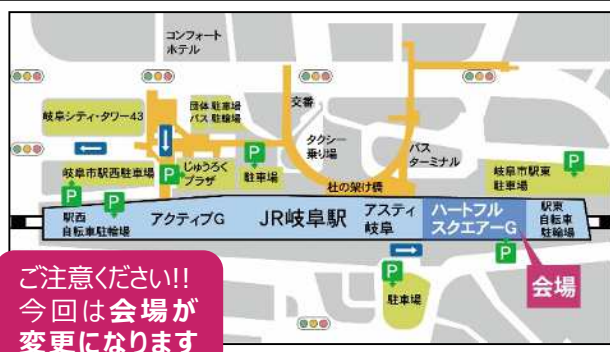 コンフォート
ホテル
岐阜シティ・タワー43
団体 駐車場
バス 駐輪場
交番
タクシー
乗り場
バス
ターミナル
岐阜市駅西駐車場
P
じゅうろく
プラザ
P
駐車場
杜の架け橋
岐阜市駅東
駐車場
P
P
P
駅西
自転車駐輪場
アクティブG
JR岐阜駅
アスティ
岐阜
ハートフル
スクエアーG
駅東
自転車
駐輪場
P
駐車場
P
会場
ご注意ください!!
今回は会場が
変更になります